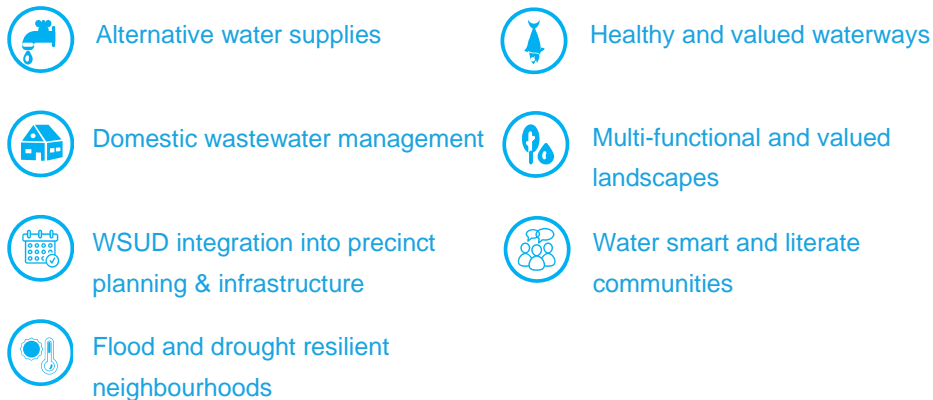 Alternative water supplies
Domestic wastewater management
WSUD integration into precinct
planning & infrastructure
Flood and drought resilient
neighbourhoods
Healthy and valued waterways
Multi-functional and valued
landscapes
Water smart and literate
communities